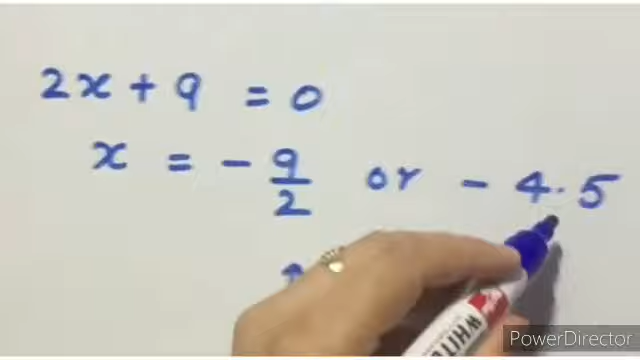 2x + 9 = 0
x = - 9/2 or - 4.5
WHITE
PowerDirector